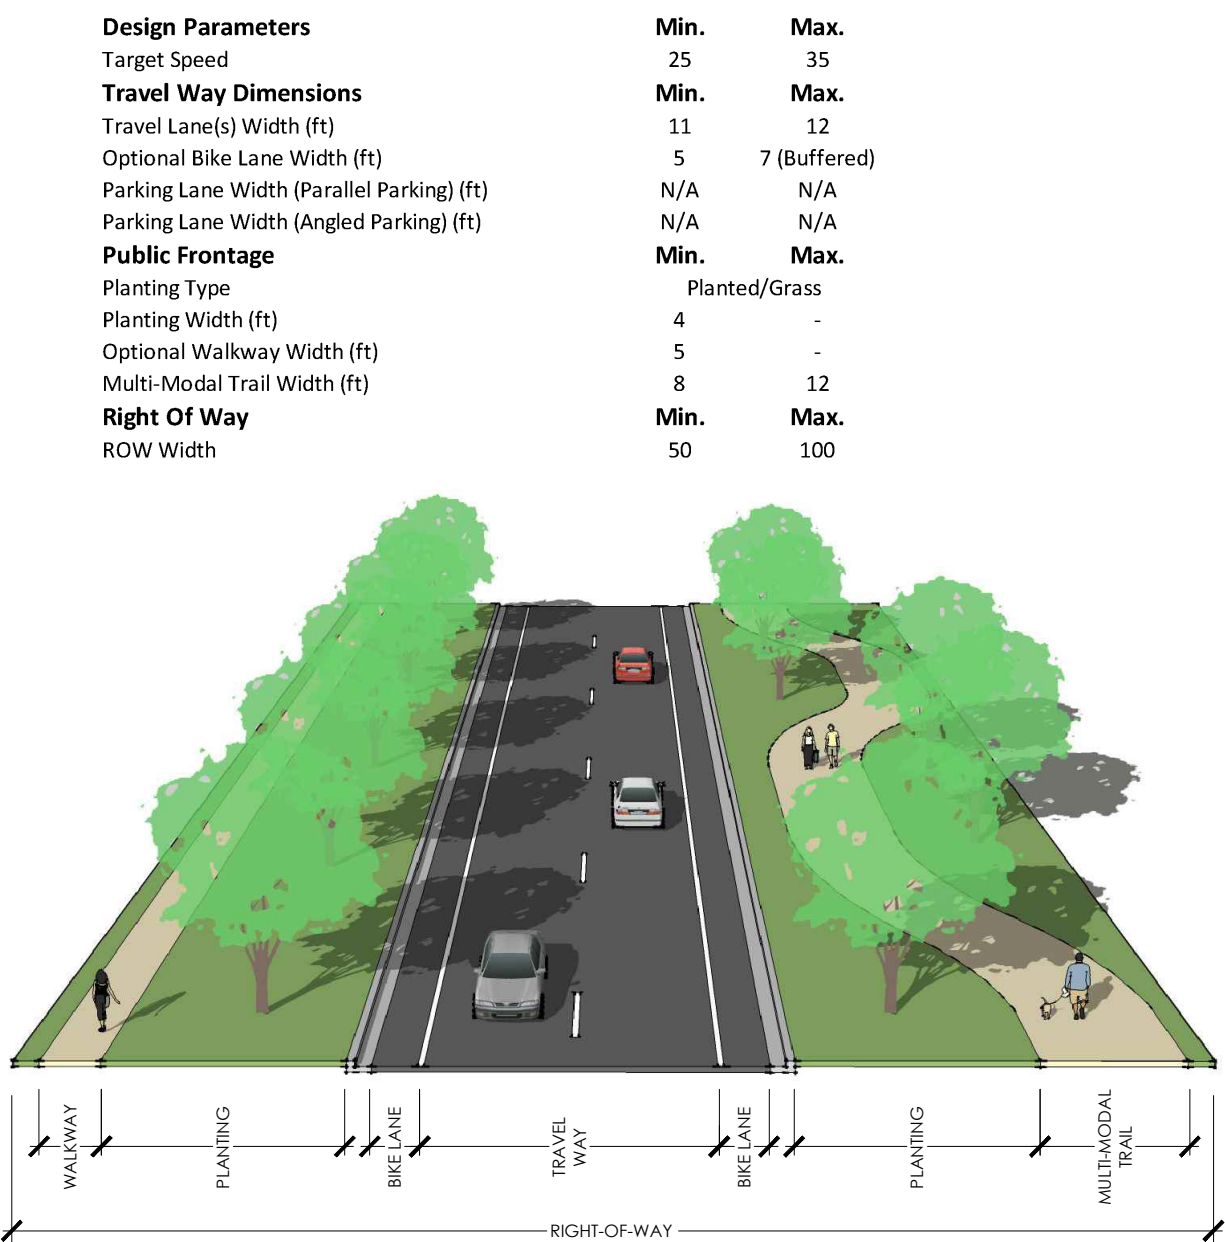 Design Parameters Min. Max.
Target Speed 25 35
Travel Way Dimensions Min. Max.
Travel Lane(s) Width (ft) 11 12
Optional Bike Lane Width (ft) 5 7 (Buffered)
Parking Lane Width (Parallel Parking) (ft) N/A N/A
Parking Lane Width (Angled Parking) (ft) N/A N/A
Public Frontage Min. Max.
Planting Type Planted/Grass
Planting Width (ft) 4 -
Optional Walkway Width (ft) 5 -
Multi-Modal Trail Width (ft) 8 12
Right Of Way Min. Max.
ROW Width 50 100
WALKWAY
PLANTING
BIKE LANE
TRAVEL
WAY
BIKE LANE
PLANTING
MULTI-MODAL
TRAIL
RIGHT-OF-WAY